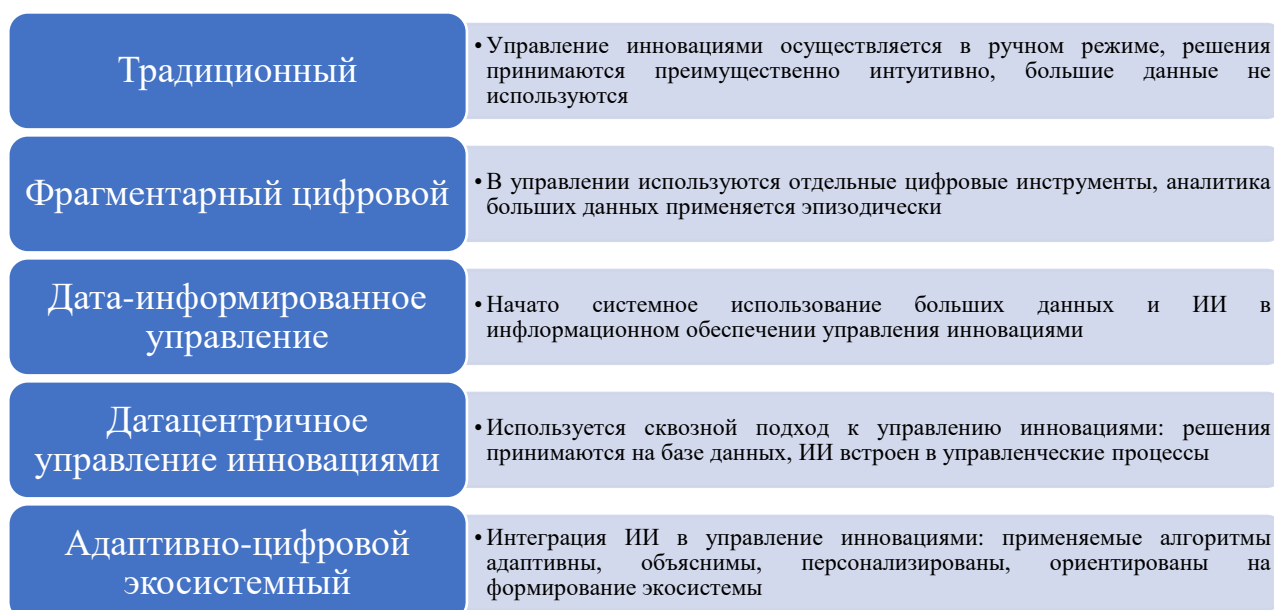 Традиционный
• Управление инновациями осуществляется в ручном режиме, решения
принимаются преимущественно интуитивно, большие данные не
используются
Фрагментарный цифровой
• В управлении используются отдельные цифровые инструменты, аналитика
больших данных применяется эпизодически
Дата-информированное
управление
• Начато системное использование больших данных и ИИ в
инфлормационном обеспечении управления инновациями
Датацентричное
управление инновациями
• Используется сквозной подход к управлению инновациями: решения
принимаются на базе данных, ИИ встроен в управленческие процессы
Адаптивно-цифровой
экосистемный
• Интеграция ИИ в управление инновациями: применяемые алгоритмы
адаптивны, объяснимы, персонализированы, ориентированы на
формирование экосистемы